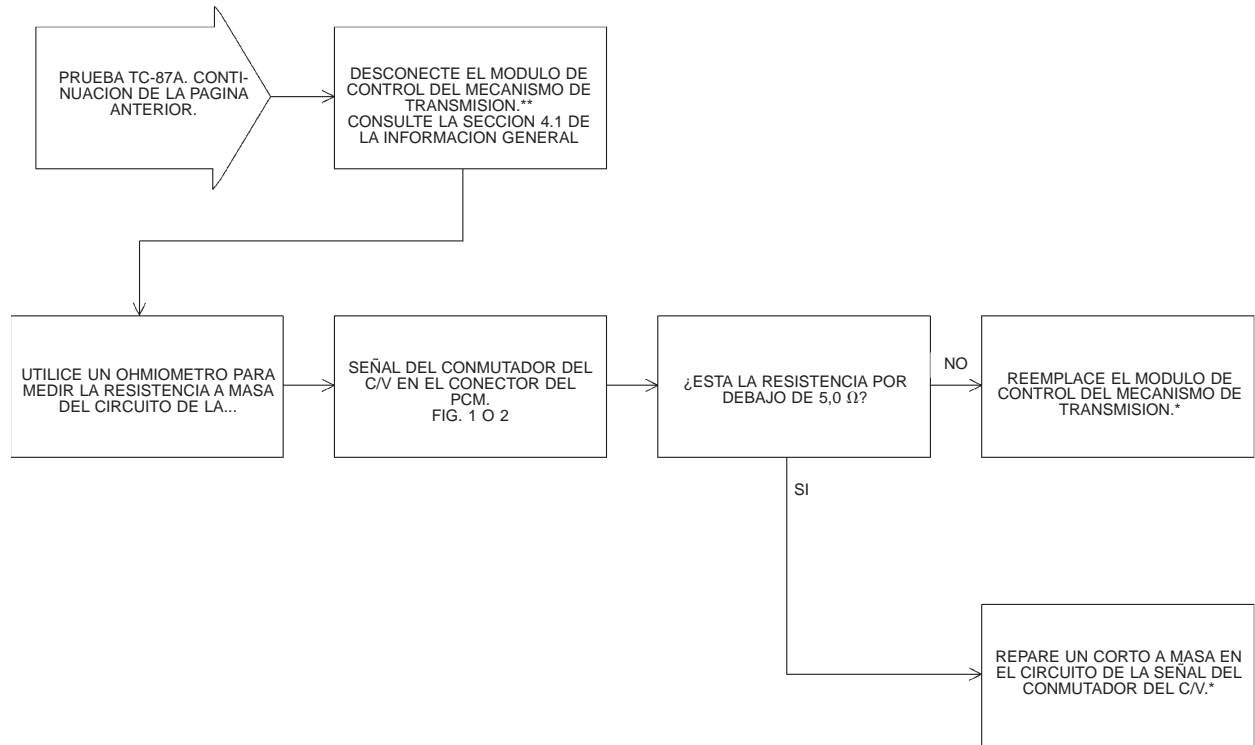 PRUEBA TC-87A. CONTI-
NUACION DE LA PAGINA
ANTERIOR.
DESCONECTE EL MODULO DE
CONTROL DEL MECANISMO DE
TRANSMISION.**
CONSULTE LA SECCION 4.1 DE
LA INFORMACION GENERAL
UTILICE UN OHMIOMETRO PARA
MEDIR LA RESISTENCIA A MASA
DEL CIRCUITO DE LA...
SEÑAL DEL CONMUTADOR DEL
C/V EN EL CONECTOR DEL
PCM.
FIG. 1 O 2
¿ESTA LA RESISTENCIA POR
DEBAJO DE 5,0 Ω?
NO
REEMPLACE EL MODULO DE
CONTROL DEL MECANISMO DE
TRANSMISION.*
SI
REPARE UN CORTO A MASA EN
EL CIRCUITO DE LA SEÑAL DEL
CONMUTADOR DEL C/V.*